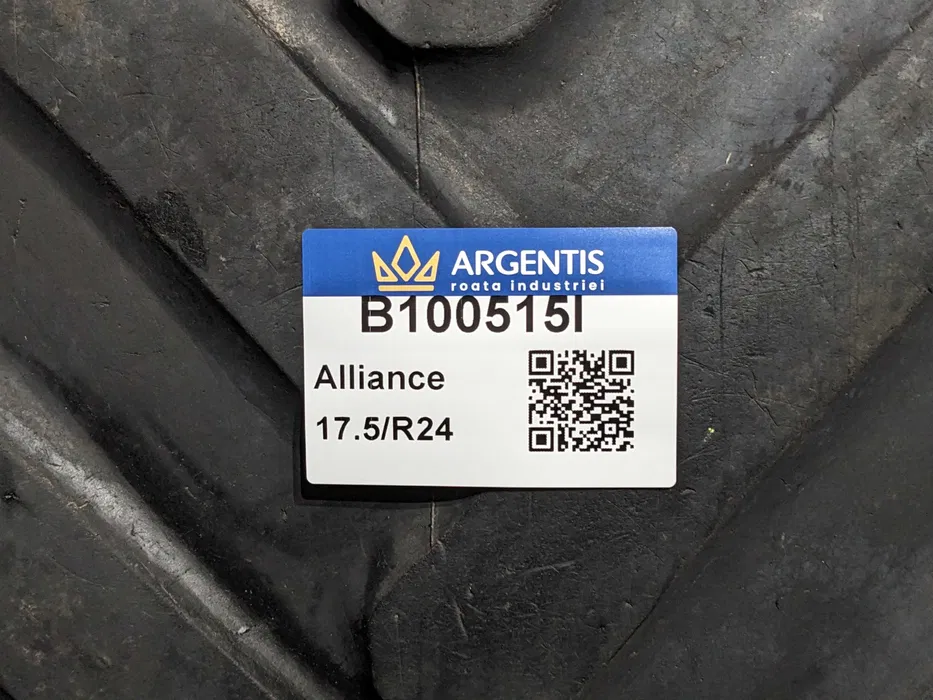 ARGENTIS
roata industriei
B100515I
Alliance
17.5/R24